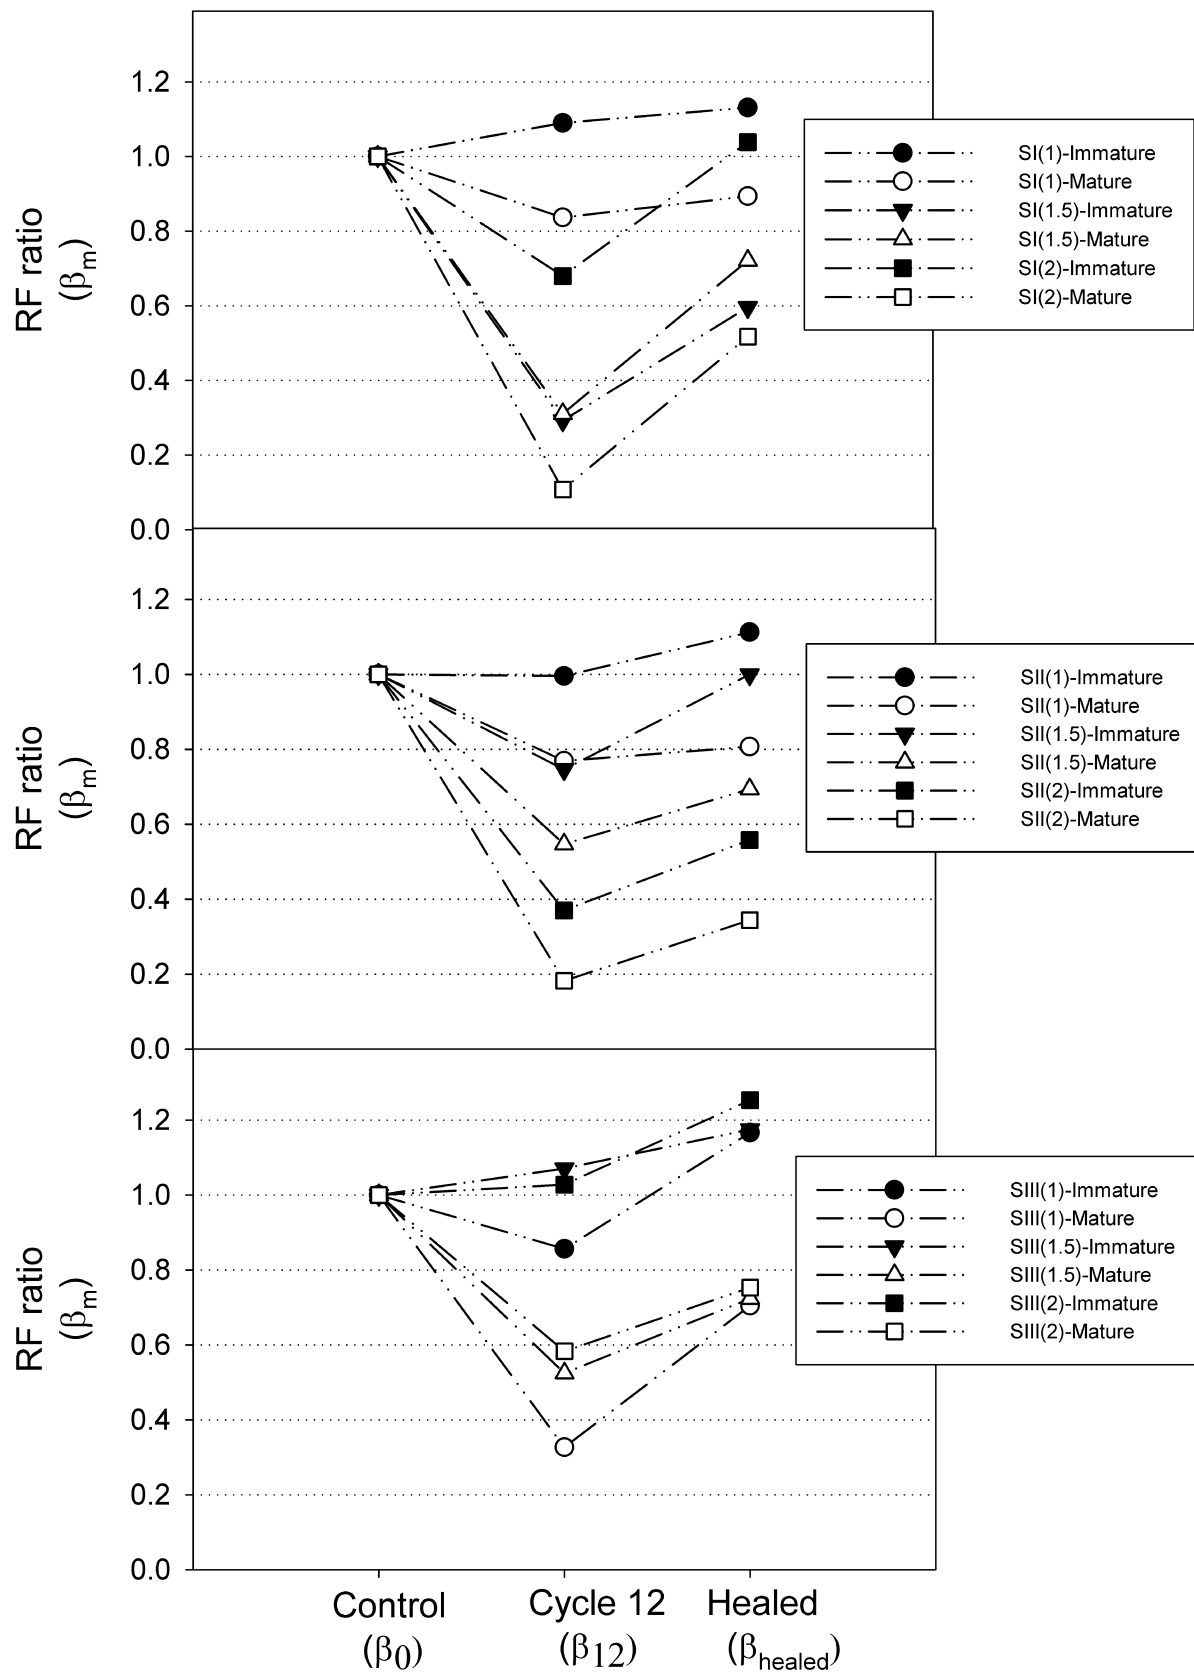 1.2
1.0
0.8
0.6
0.4
0.2
0.0
RF ratio
(βm)
SI(1)-Immature
SI(1)-Mature
SI(1.5)-Immature
SI(1.5)-Mature
SI(2)-Immature
SI(2)-Mature
1.2
1.0
0.8
0.6
0.4
0.2
0.0
RF ratio
(βm)
SII(1)-Immature
SII(1)-Mature
SII(1.5)-Immature
SII(1.5)-Mature
SII(2)-Immature
SII(2)-Mature
1.2
1.0
0.8
0.6
0.4
0.2
0.0
RF ratio
(βm)
SIII(1)-Immature
SIII(1)-Mature
SIII(1.5)-Immature
SIII(1.5)-Mature
SIII(2)-Immature
SIII(2)-Mature
Control Cycle 12 Healed
(β0) (β12) (βhealed)